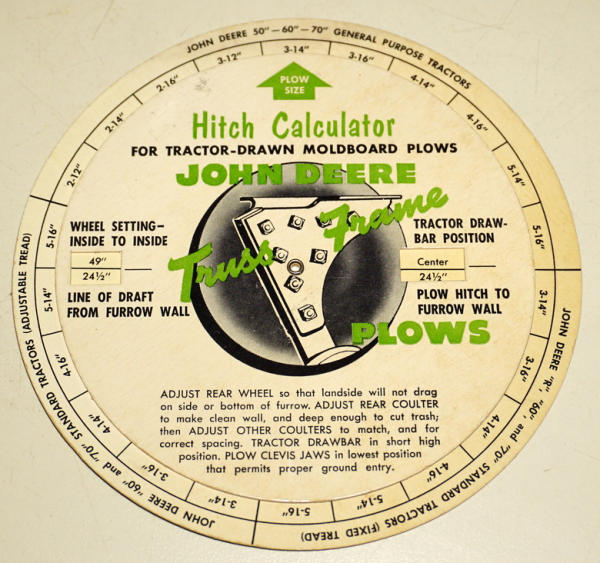 JOHN DEERE 50"—60—70" GENERAL PURPOSE TRACTORS
2-12" 2-14" 2-16" 3-12" 3-14" 3-16" 4-14" 4-16" 5-14" 5-16"
PLOW
SIZE
Hitch Calculator
FOR TRACTOR-DRAWN MOLDBOARD PLOWS
JOHN DEERE
Truss Frame
PLOWS
WHEEL SETTING—
INSIDE TO INSIDE
49"
24½"
LINE OF DRAFT
FROM FURROW WALL
TRACTOR DRAW-
BAR POSITION
Center
24½"
PLOW HITCH TO
FURROW WALL
ADJUST REAR WHEEL so that landside will not drag
on side or bottom of furrow. ADJUST REAR COULTER
to make clean wall, and deep enough to cut trash;
then ADJUST OTHER COULTERS to match, and for
correct spacing. TRACTOR DRAWBAR in short high
position. PLOW CLEVIS JAWS in lowest position
that permits proper ground entry.
JOHN DEERE "R", "60", and "70" STANDARD TRACTORS (FIXED TREAD)
3-14" 3-16" 4-14" 4-16" 5-14" 5-16"
JOHN DEERE "60" and "70" STANDARD TRACTORS (ADJUSTABLE TREAD)
3-14" 3-16" 4-14" 4-16" 5-14" 5-16"